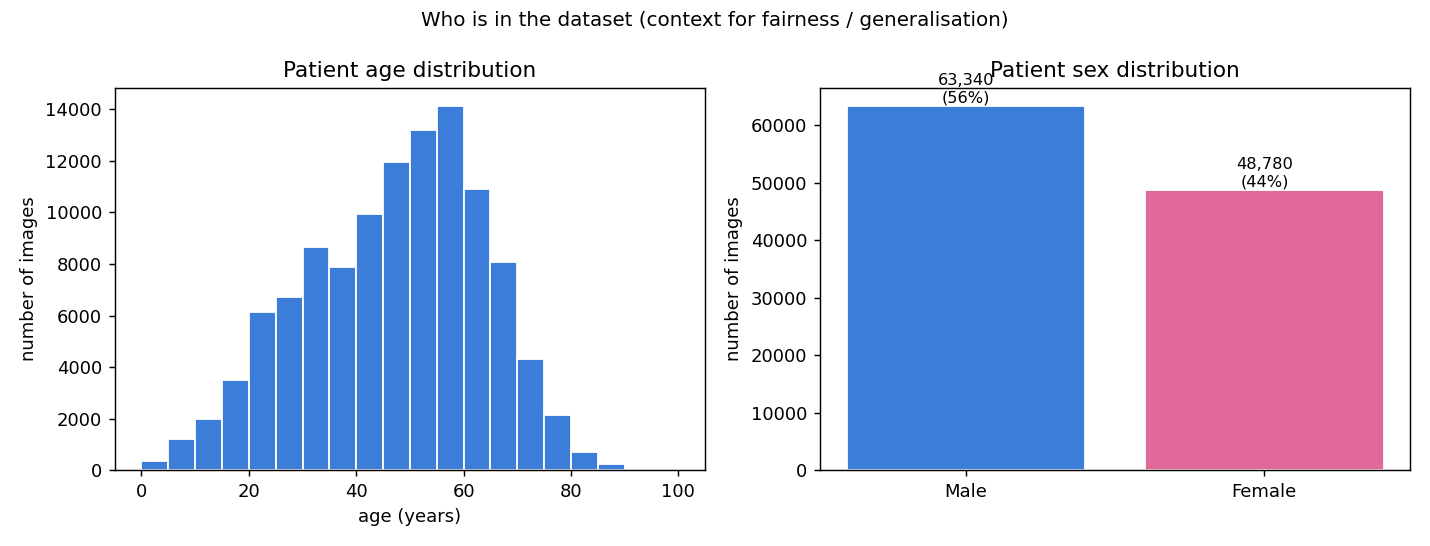 Who is in the dataset (context for fairness / generalisation)
Patient age distribution
number of images
14000
12000
10000
8000
6000
4000
2000
0
0 20 40 60 80 100
age (years)
Patient sex distribution
number of images
60000
50000
40000
30000
20000
10000
0
63,340
(56%)
48,780
(44%)
Male Female